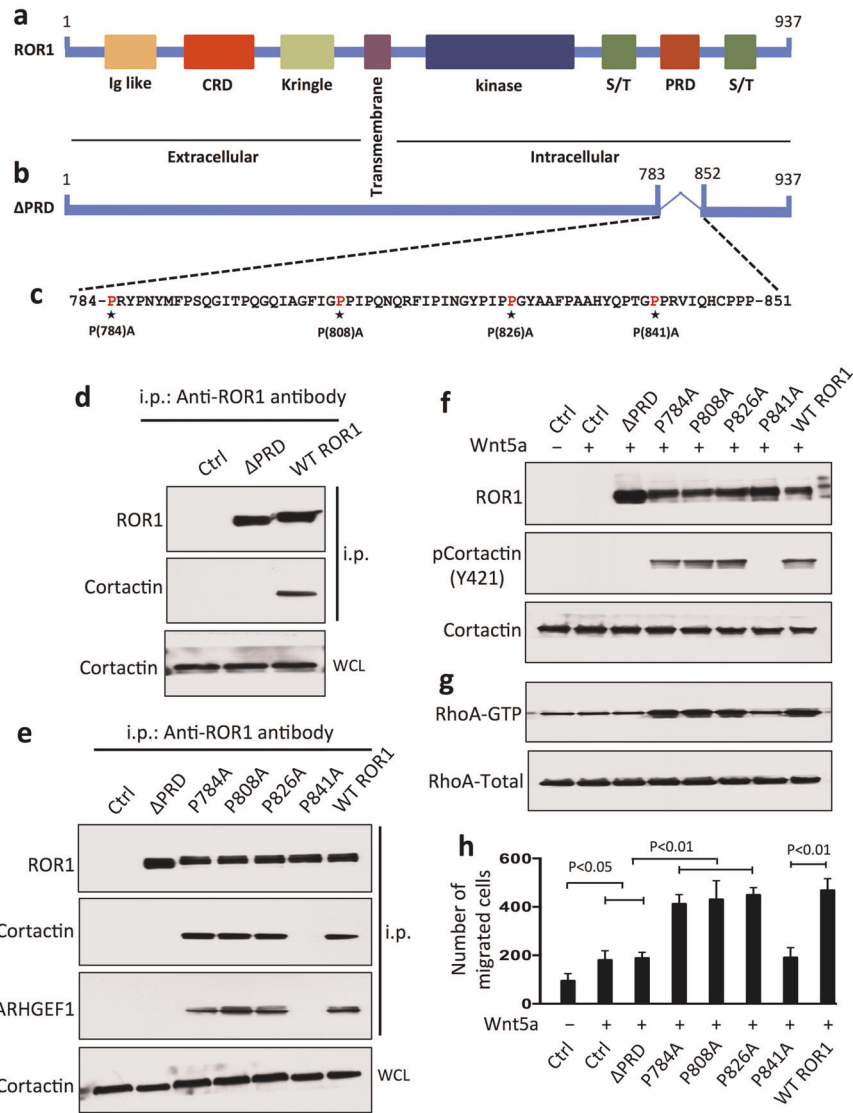 a
1 937
ROR1
Ig like CRD Kringle Transmembrane kinase S/T PRD S/T
Extracellular Intracellular
b
1 783 852 937
ΔPRD
c 784-PRYPNYMFPSQGITPQGQIAGFIGPPIPQNQRFIPINGYPIPPGYAAFPAAHYQPTGPPRVIQHCPPP-851
★ ★ ★ ★
P(784)A P(808)A P(826)A P(841)A
d
i.p.: Anti-ROR1 antibody
Ctrl ΔPRD WT ROR1
ROR1
Cortactin
i.p.
Cortactin WCL
e
i.p.: Anti-ROR1 antibody
Ctrl ΔPRD P784A P808A P826A P841A WT ROR1
ROR1
Cortactin
i.p.
ARHGEF1
Cortactin WCL
f
Ctrl Ctrl ΔPRD P784A P808A P826A P841A WT ROR1
Wnt5a – + + + + + + +
ROR1
pCortactin
(Y421)
Cortactin
g
RhoA-GTP
RhoA-Total
h
Number of
migrated cells
600
400
200
0
P<0.05 P<0.01 P<0.01
Wnt5a – + + + + + + +
Ctrl Ctrl ΔPRD P784A P808A P826A P841A WT ROR1